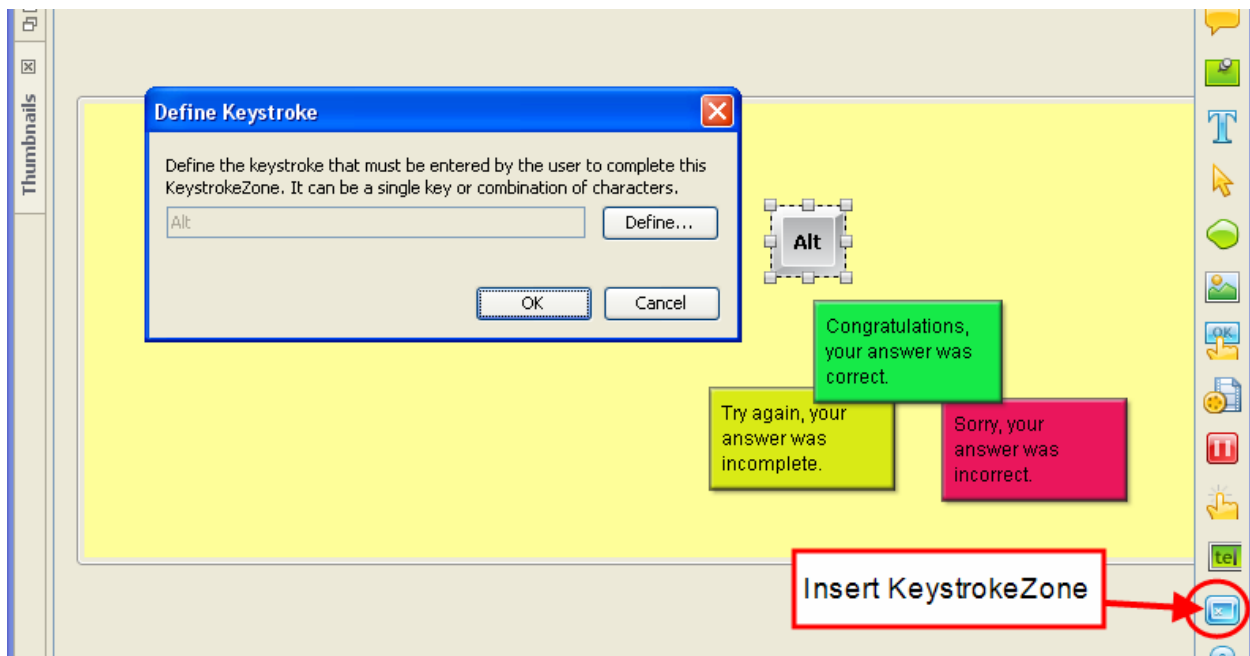 Thumbnails
Define Keystroke
Define the keystroke that must be entered by the user to complete this
KeystrokeZone. It can be a single key or combination of characters.
Alt
Define...
OK
Cancel
Alt
Congratulations,
your answer was
correct.
Try again, your
answer was
incomplete.
Sorry, your
answer was
incorrect.
T
OK
te
Insert KeystrokeZone